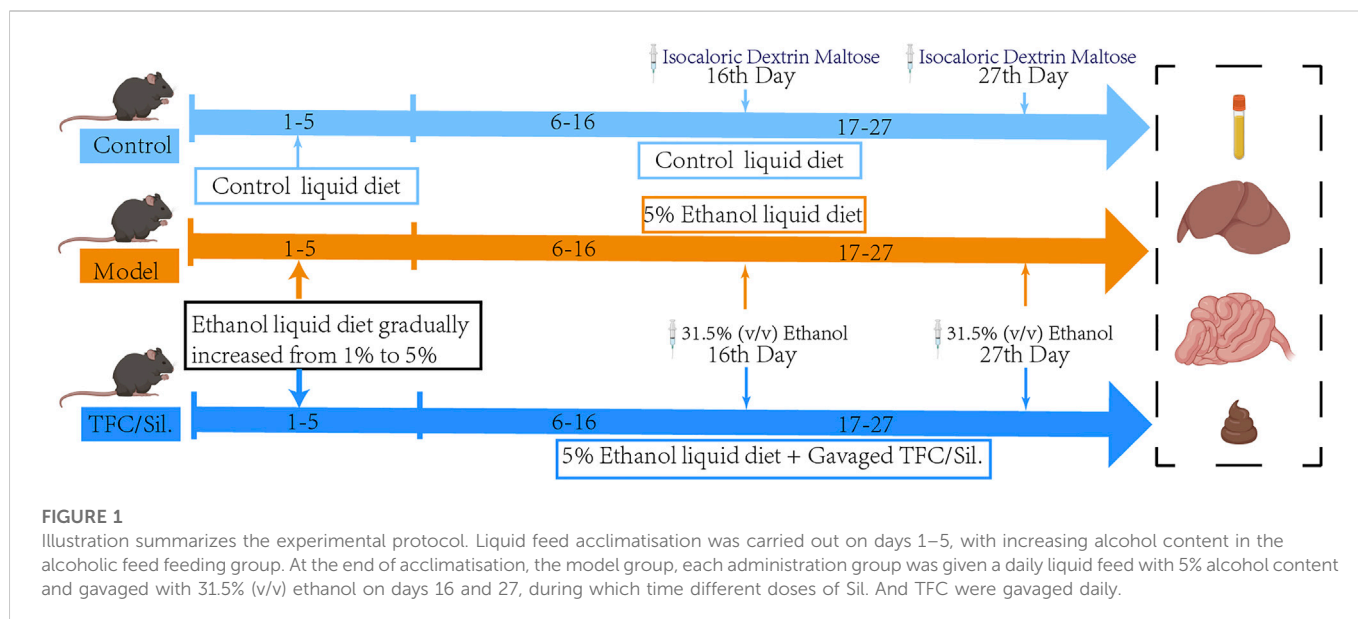 Isocaloric Dextrin Maltose
16th Day
Isocaloric Dextrin Maltose
27th Day
Control
1-5
6-16
17-27
Control liquid diet
Control liquid diet
5% Ethanol liquid diet
Model
1-5
6-16
17-27
Ethanol liquid diet gradually
increased from 1% to 5%
31.5% (v/v) Ethanol
16th Day
31.5% (v/v) Ethanol
27th Day
TFC/Sil.
1-5
6-16
17-27
5% Ethanol liquid diet + Gavaged TFC/Sil.
FIGURE 1
Illustration summarizes the experimental protocol. Liquid feed acclimatisation was carried out on days 1–5, with increasing alcohol content in the
alcoholic feed feeding group. At the end of acclimatisation, the model group, each administration group was given a daily liquid feed with 5% alcohol content
and gavaged with 31.5% (v/v) ethanol on days 16 and 27, during which time different doses of Sil. And TFC were gavaged daily.